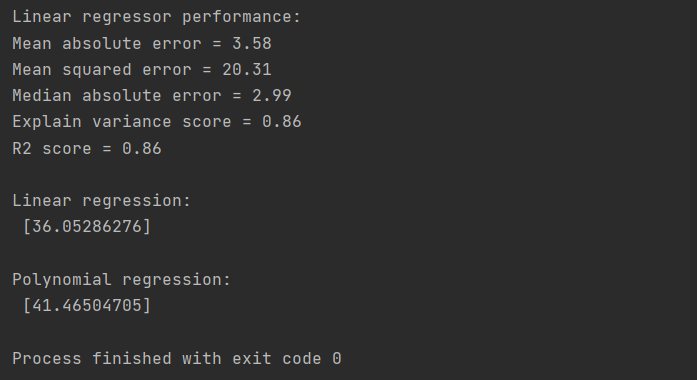 Linear regressor performance:
Mean absolute error = 3.58
Mean squared error = 20.31
Median absolute error = 2.99
Explain variance score = 0.86
R2 score = 0.86
Linear regression:
[36.05286276]
Polynomial regression:
[41.46504705]
Process finished with exit code 0